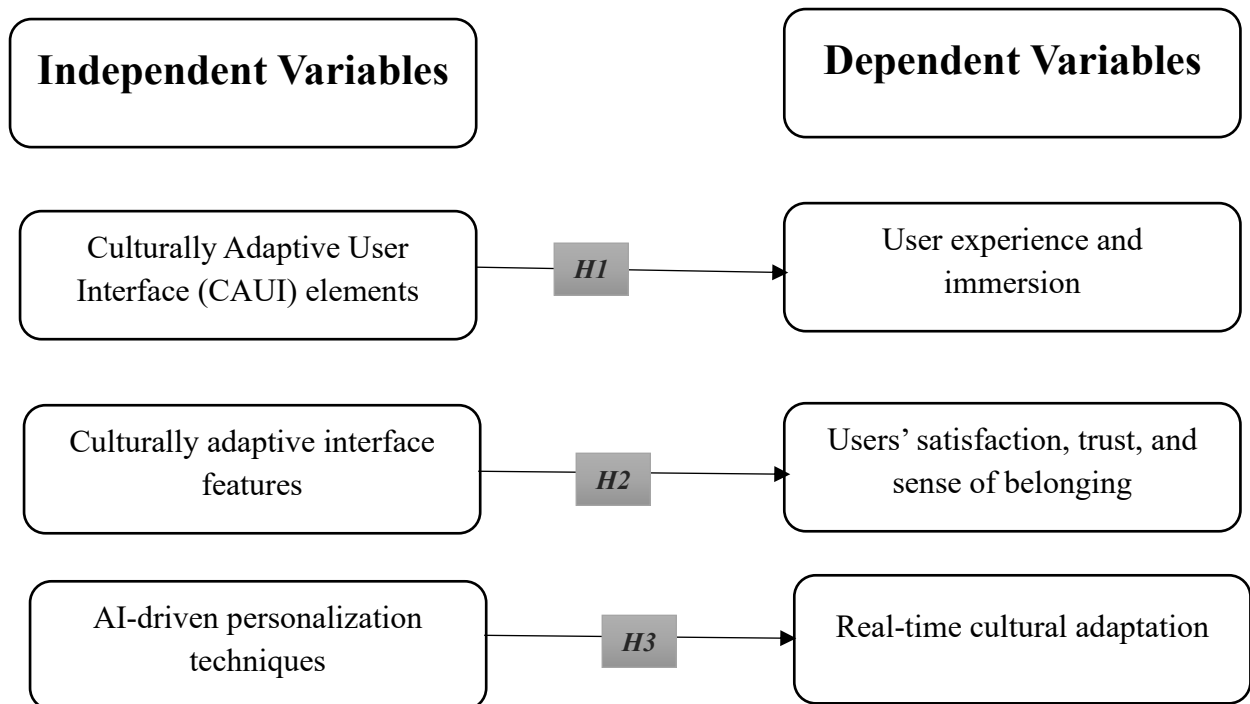 Independent Variables
Dependent Variables
Culturally Adaptive User
Interface (CAUI) elements
H1
User experience and
immersion
Culturally adaptive interface
features
H2
Users’ satisfaction, trust, and
sense of belonging
AI-driven personalization
techniques
H3
Real-time cultural adaptation